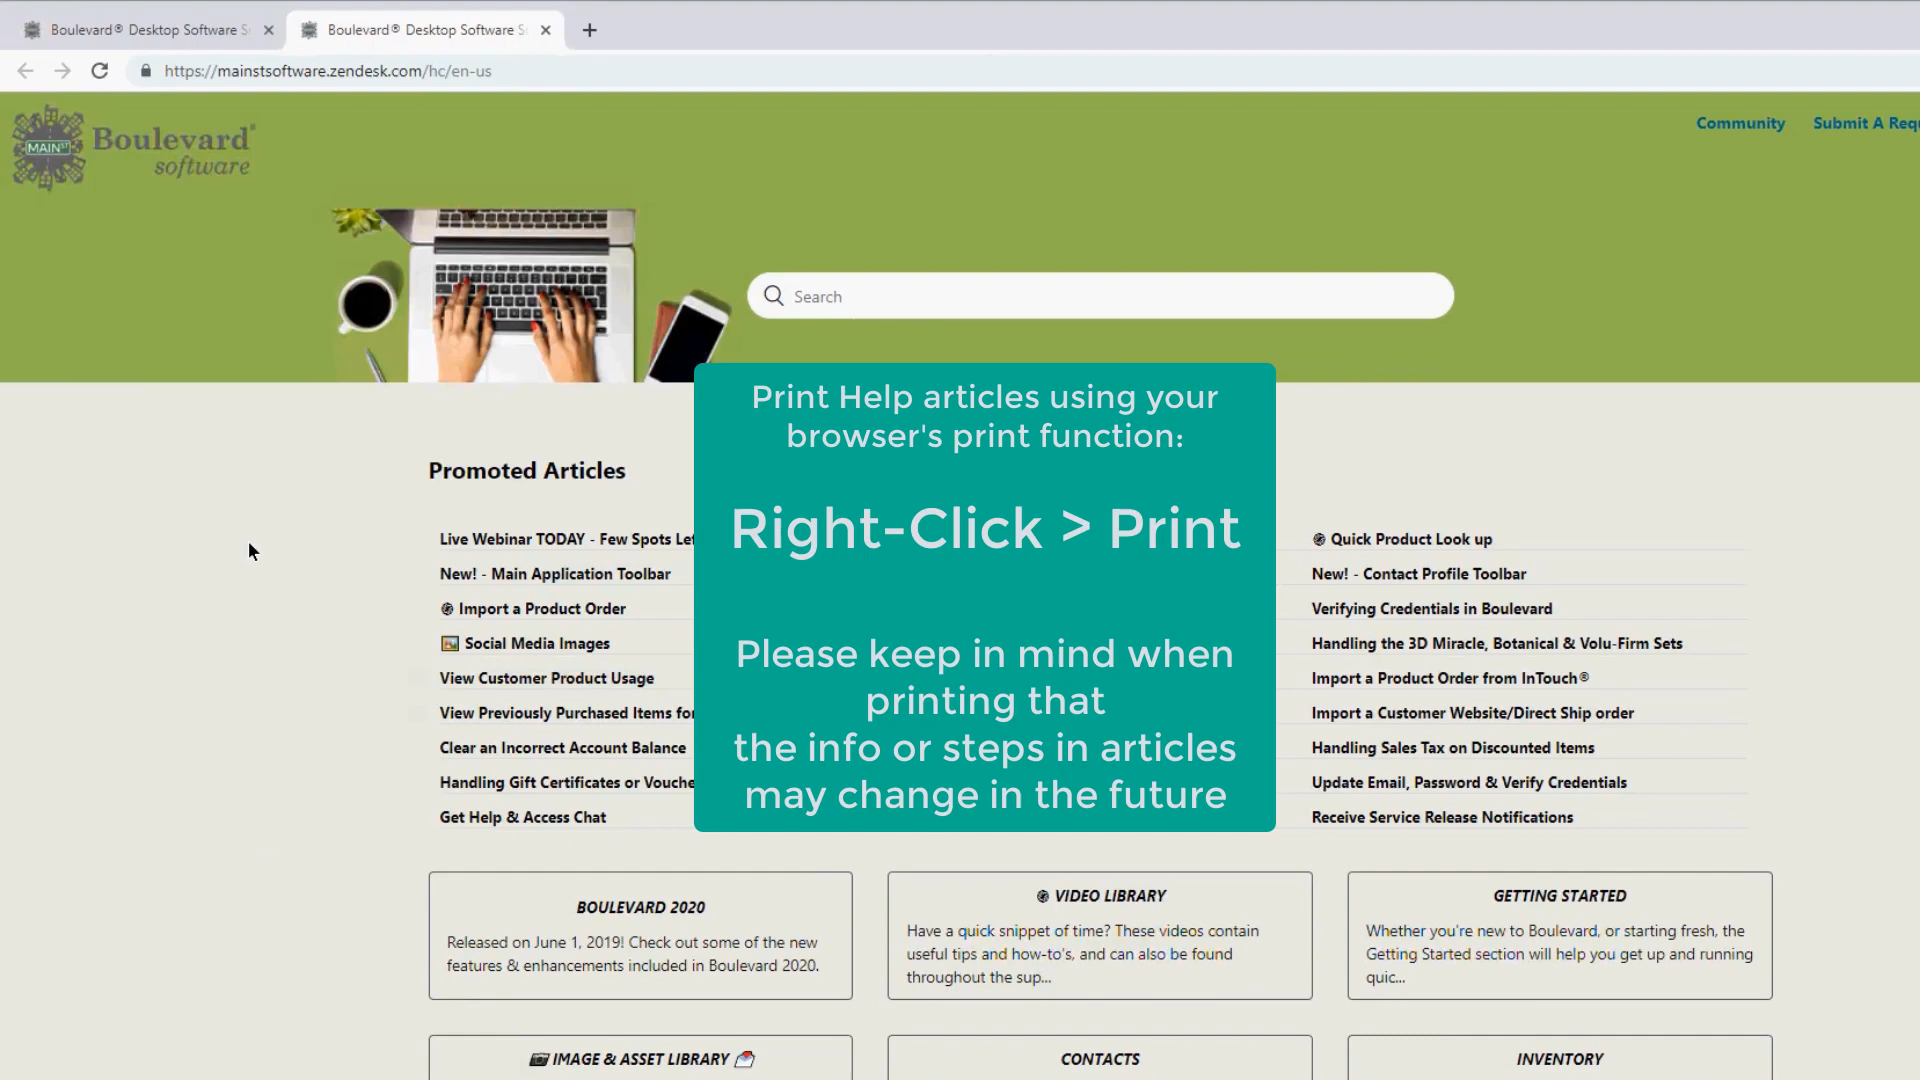 Boulevard® Desktop Software S
Boulevard® Desktop Software S
https://mainstsoftware.zendesk.com/hc/en-us
MAIN ST
Boulevard®
software
Community
Submit A Requ
Search
Print Help articles using your
browser's print function:
Right-Click > Print
Please keep in mind when
printing that
the info or steps in articles
may change in the future
Promoted Articles
Live Webinar TODAY - Few Spots Lef
New! - Main Application Toolbar
Import a Product Order
Social Media Images
View Customer Product Usage
View Previously Purchased Items for
Clear an Incorrect Account Balance
Handling Gift Certificates or Vouche
Get Help & Access Chat
Quick Product Look up
New! - Contact Profile Toolbar
Verifying Credentials in Boulevard
Handling the 3D Miracle, Botanical & Volu-Firm Sets
Import a Product Order from InTouch®
Import a Customer Website/Direct Ship order
Handling Sales Tax on Discounted Items
Update Email, Password & Verify Credentials
Receive Service Release Notifications
BOULEVARD 2020
Released on June 1, 2019! Check out some of the new
features & enhancements included in Boulevard 2020.
VIDEO LIBRARY
Have a quick snippet of time? These videos contain
useful tips and how-to's, and can also be found
throughout the sup...
GETTING STARTED
Whether you're new to Boulevard, or starting fresh, the
Getting Started section will help you get up and running
quic...
IMAGE & ASSET LIBRARY
CONTACTS
INVENTORY